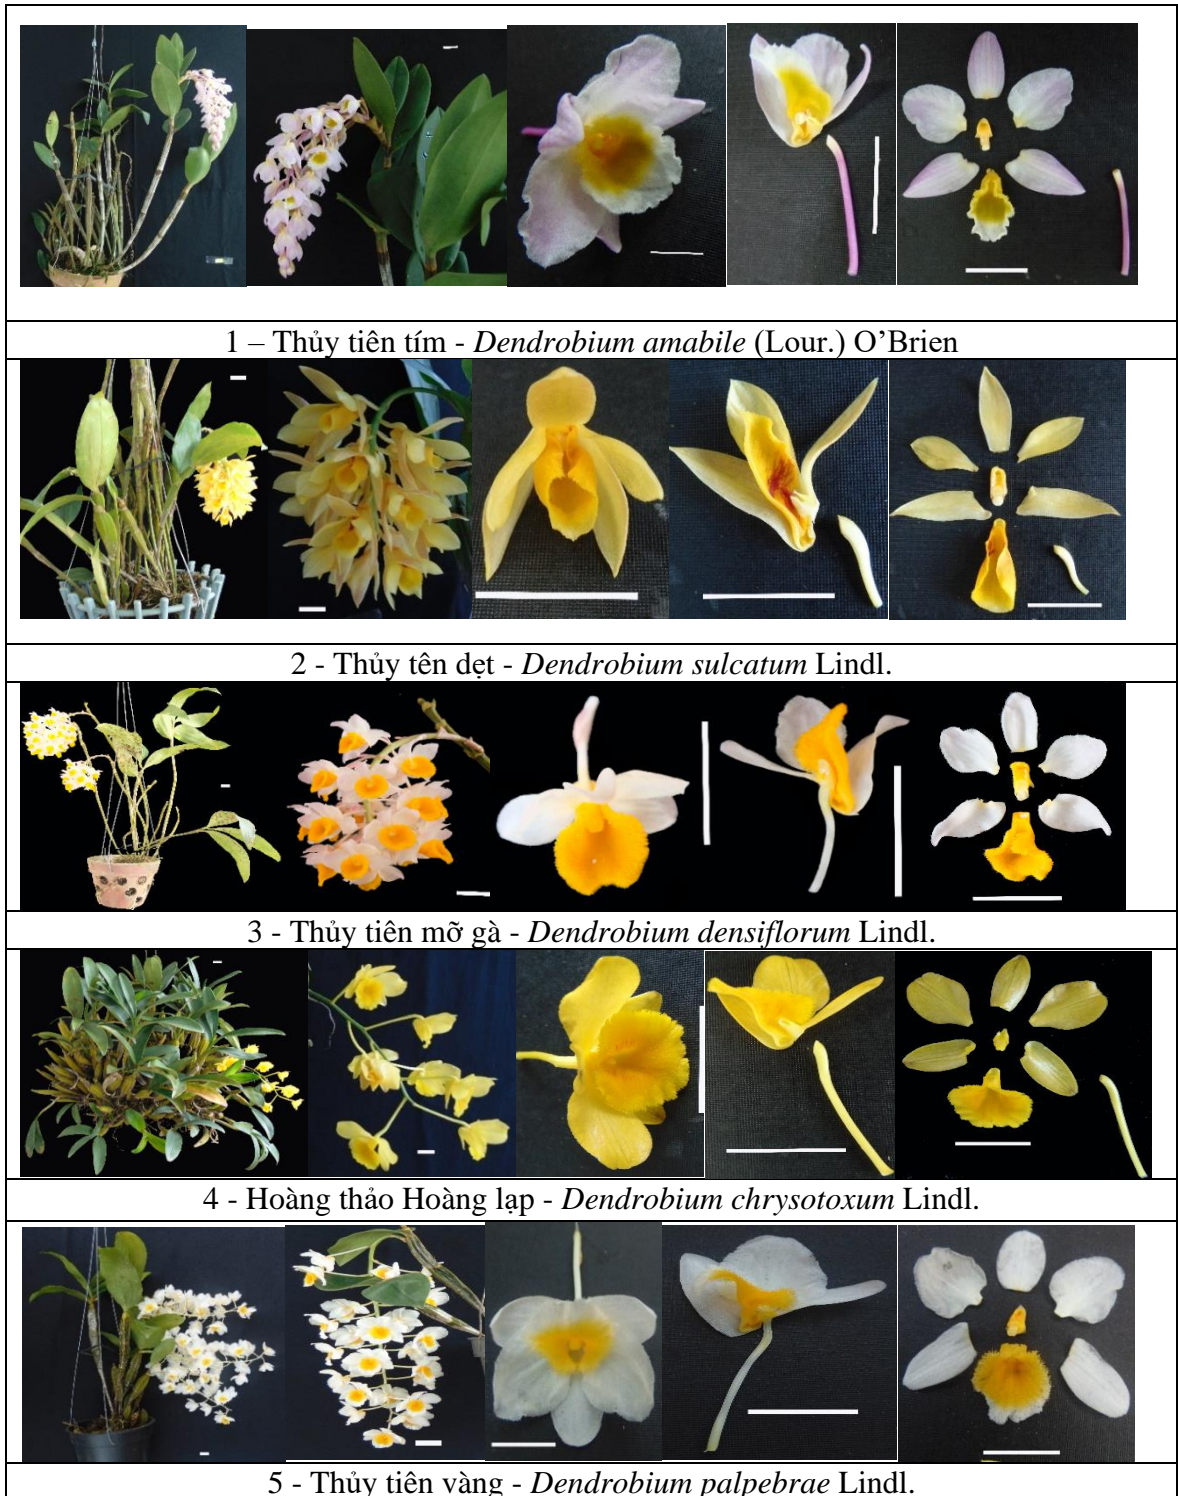 1 – Thủy tiên tím - Dendrobium amabile (Lour.) O’Brien
2 - Thủy tên dẹt - Dendrobium sulcatum Lindl.
3 - Thủy tiên mỡ gà - Dendrobium densiflorum Lindl.
4 - Hoàng thảo Hoàng lạp - Dendrobium chrysotoxum Lindl.
5 - Thủy tiên vàng - Dendrobium palpebrae Lindl.